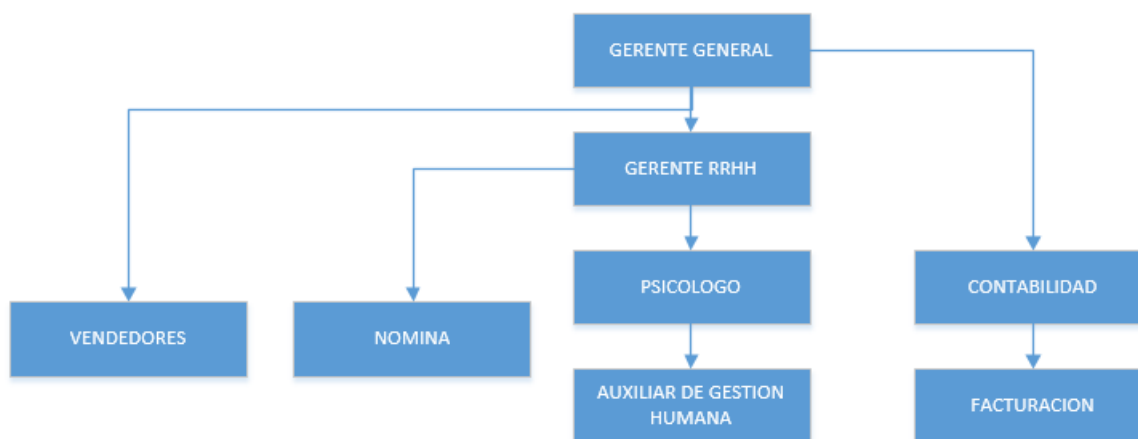 GERENTE GENERAL
GERENTE RRHH
PSICOLOGO
CONTABILIDAD
VENDEDORES
NOMINA
AUXILIAR DE GESTION
HUMANA
FACTURACION